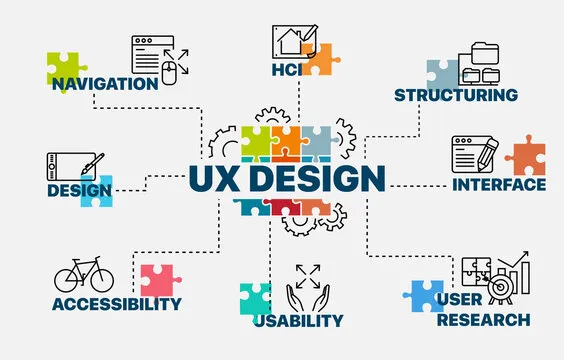 NAVIGATION
HCI
STRUCTURING
DESIGN
UX DESIGN
INTERFACE
ACCESSIBILITY
USABILITY
USER
RESEARCH